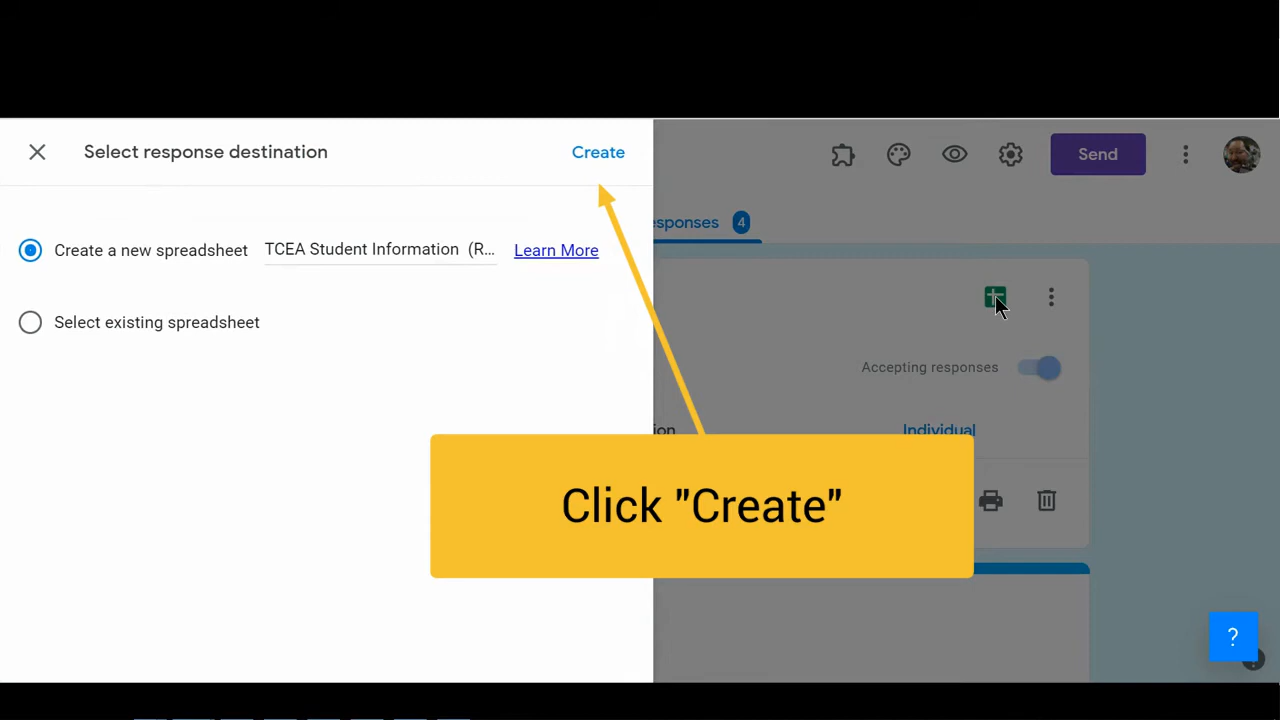 Select response destination
Create
Send
esponses 4
Create a new spreadsheet TCEA Student Information (R... Learn More
Select existing spreadsheet
Accepting responses
ion
Individual
Click "Create"
?